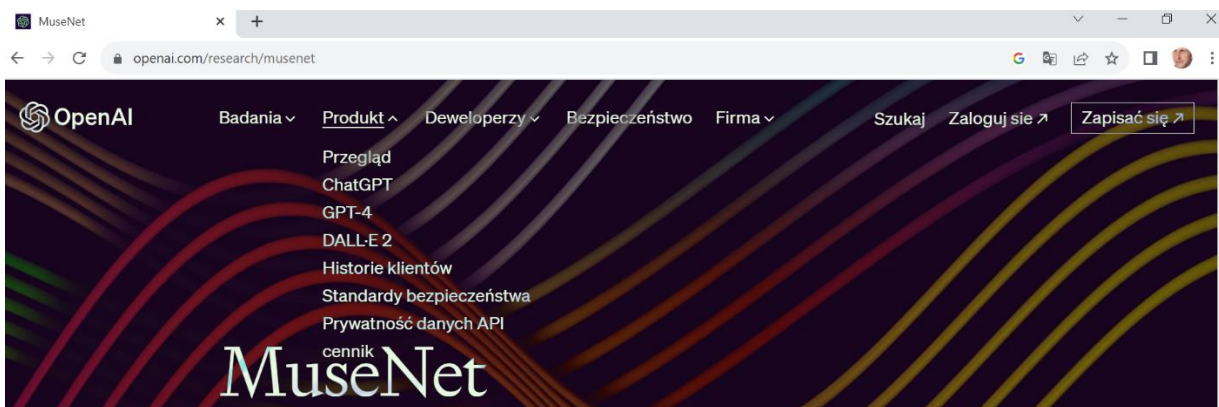 MuseNet
openai.com/research/musenet
OpenAI Badania Produkt Deweloperzy Bezpieczeństwo Firma Szukaj Zaloguj sie Zapisać się
Przegląd
ChatGPT
GPT-4
DALL·E 2
Historie klientów
Standardy bezpieczeństwa
Prywatność danych API
cennik
MuseNet